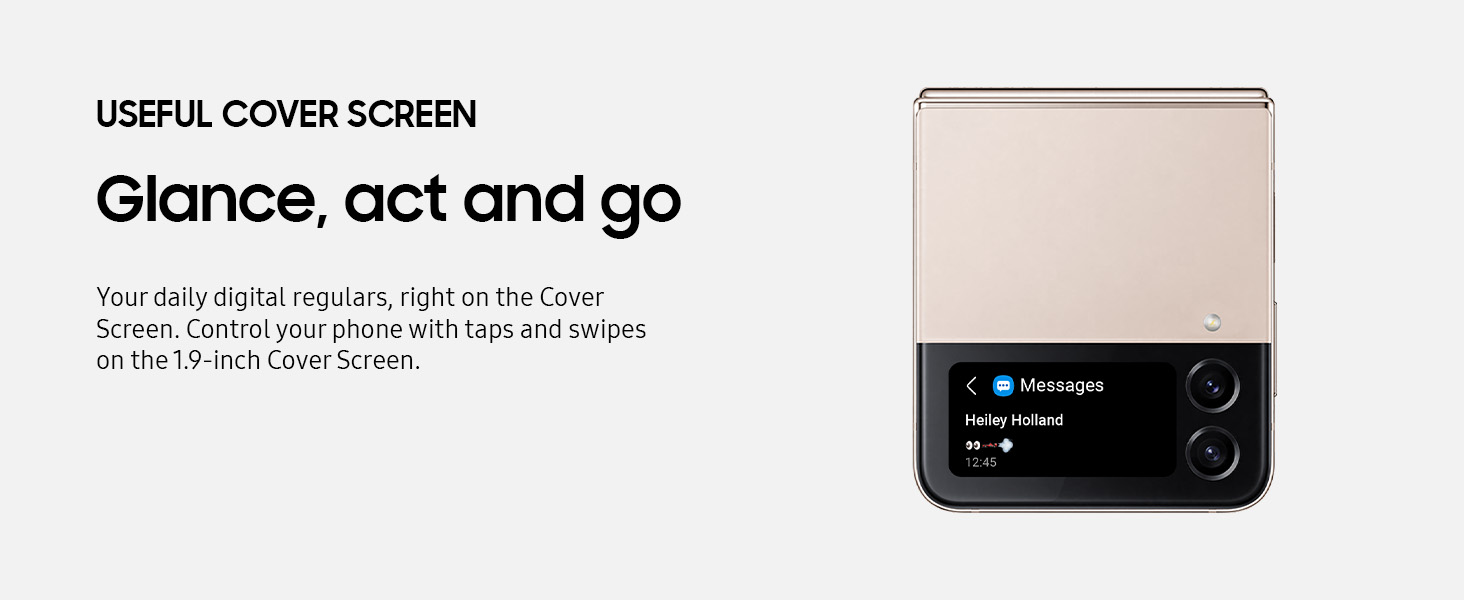 USEFUL COVER SCREEN
Glance, act and go
Your daily digital regulars, right on the Cover
Screen. Control your phone with taps and swipes
on the 1.9-inch Cover Screen.
Messages
Heiley Holland
12:45